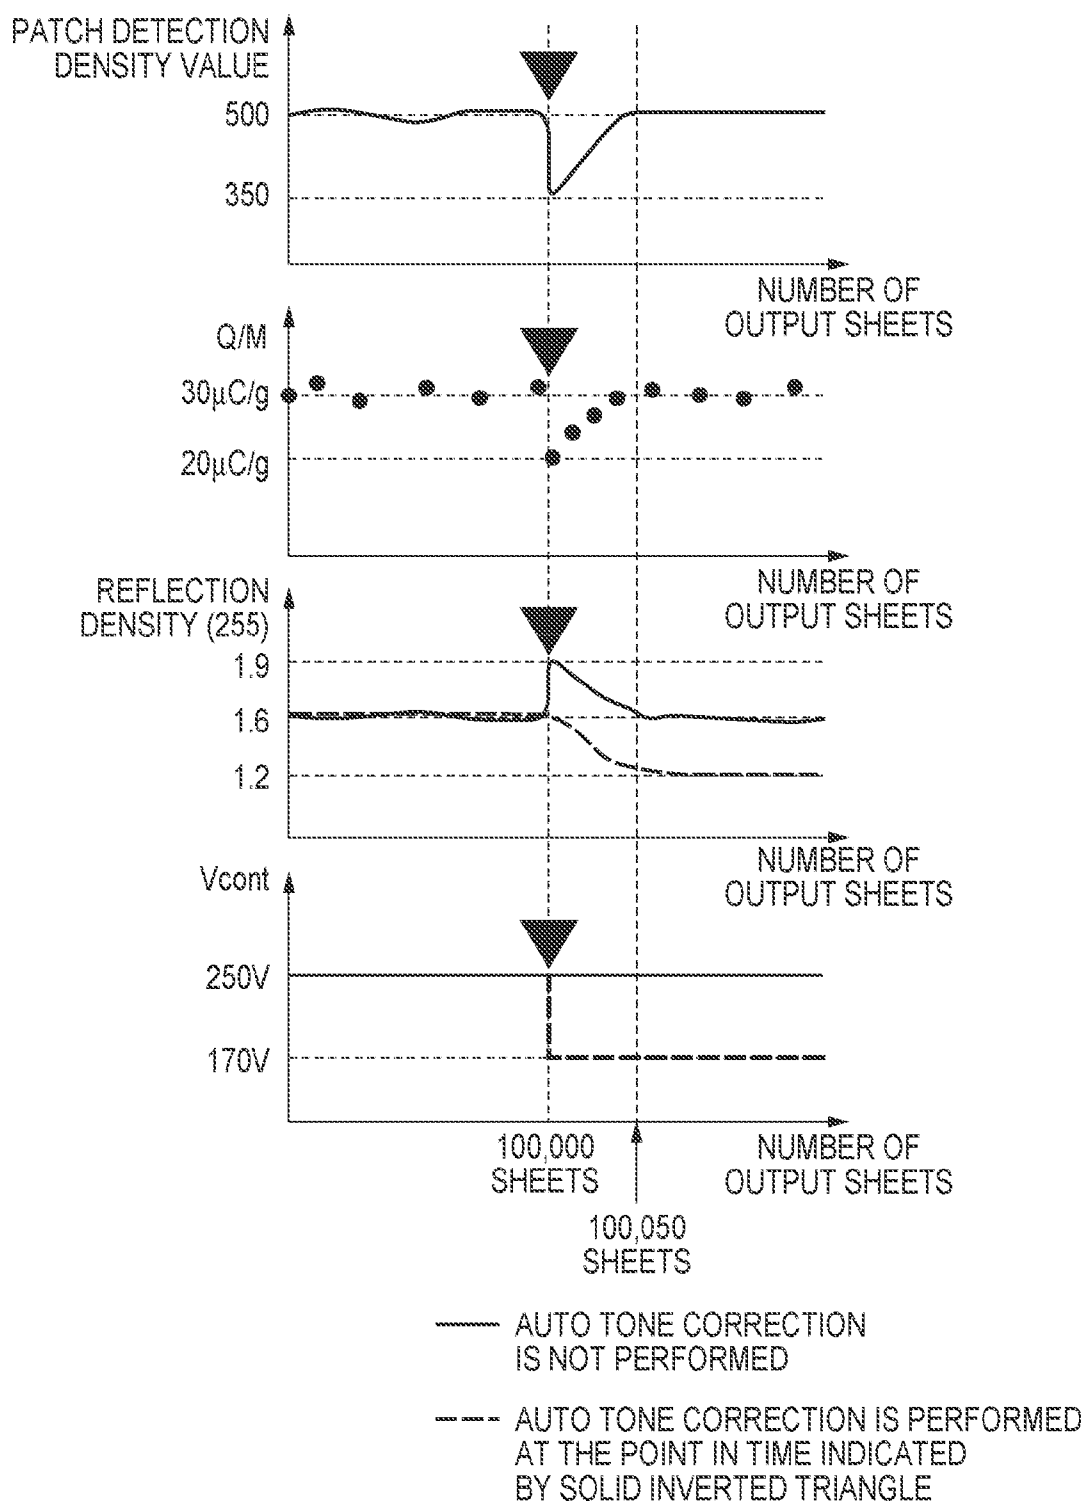 PATCH DETECTION
DENSITY VALUE
500
350
NUMBER OF
OUTPUT SHEETS
Q/M
30μC/g
20μC/g
NUMBER OF
OUTPUT SHEETS
REFLECTION
DENSITY (255)
1.9
1.6
1.2
NUMBER OF
OUTPUT SHEETS
Vcont
250V
170V
100,000
SHEETS
NUMBER OF
OUTPUT SHEETS
100,050
SHEETS
AUTO TONE CORRECTION
IS NOT PERFORMED
AUTO TONE CORRECTION IS PERFORMED
AT THE POINT IN TIME INDICATED
BY SOLID INVERTED TRIANGLE